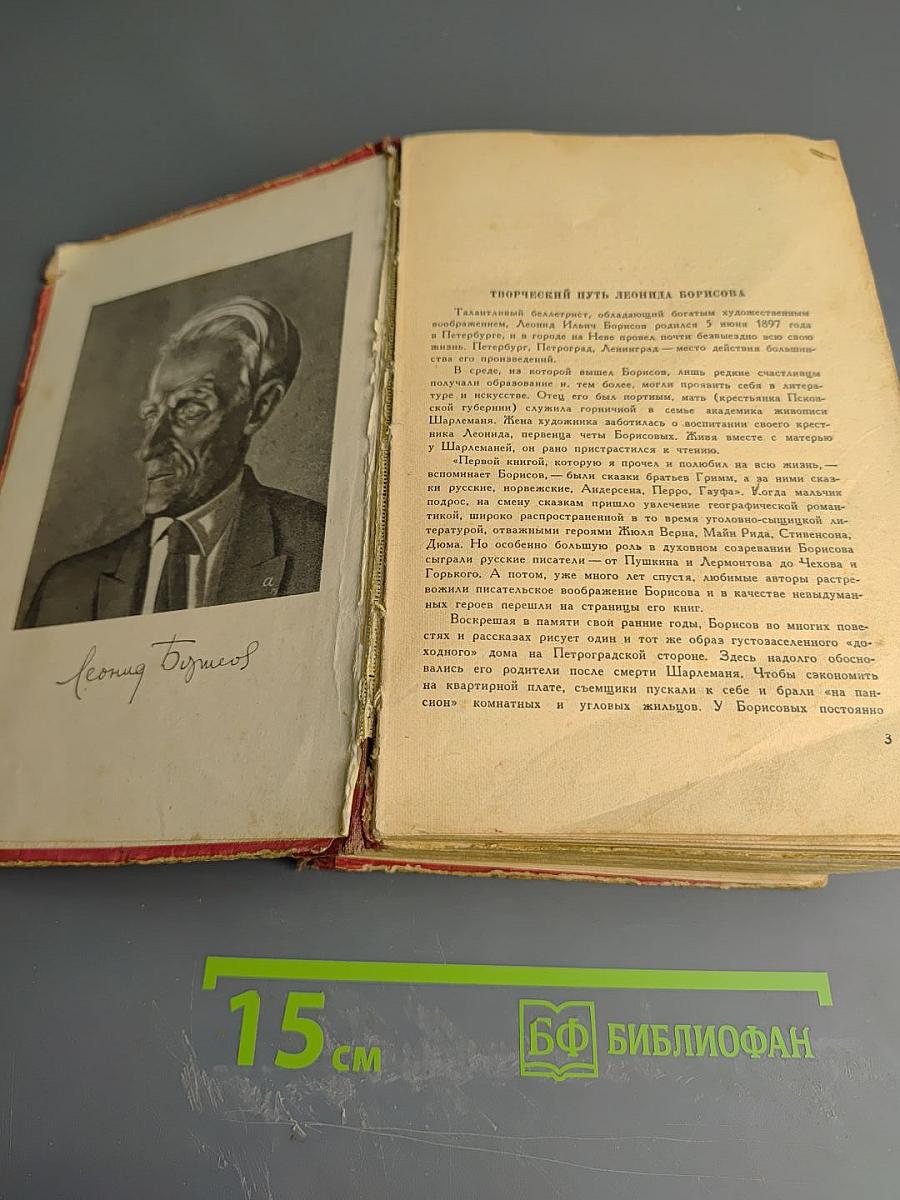 а
Леонид Борисов
ТВОРЧЕСКИЙ ПУТЬ ЛЕОНИДА БОРИСОВА
Талантливый беллетрист, обладающий богатым художественным
воображением, Леонид Ильич Борисов родился 5 июня 1897 года
в Петербурге, и в городе на Неве провел почти безвыездно всю свою
жизнь. Петербург, Петроград, Ленинград — место действия большин-
ства его произведений.
В среде, из которой вышел Борисов, лишь редкие счастливцы
получали образование и, тем более, могли проявить себя в литера-
туре и искусстве. Отец его был портным, мать (крестьянка Псков-
ской губернии) служила горничной в семье академика живописи
Шарлеманя. Жена художника заботилась о воспитании своего крест-
ника Леонида, первенца четы Борисовых. Живя вместе с матерью
у Шарлеманей, он рано пристрастился к чтению.
«Первой книгой, которую я прочел и полюбил на всю жизнь, —
вспоминает Борисов, — были сказки братьев Гримм, а за ними сказ-
ки русские, норвежские, Андерсена, Перро, Гауфа». Когда мальчик
подрос, на смену сказкам пришло увлечение географической роман-
тикой, широко распространенной в то время уголовно-сыщицкой ли-
тературой, отважными героями Жюля Верна, Майн Рида, Стивенсона,
Дюма. Но особенно большую роль в духовном созревании Борисова
сыграли русские писатели — от Пушкина и Лермонтова до Чехова и
Горького. А потом, уже много лет спустя, любимые авторы растре-
вожили писательское воображение Борисова и в качестве невыдуман-
ных героев перешли на страницы его книг.
Воскрешая в памяти свои ранние годы, Борисов во многих пове-
стях и рассказах рисует один и тот же образ густозаселенного «до-
ходного» дома на Петроградской стороне. Здесь надолго обосно-
вались его родители после смерти Шарлеманя. Чтобы сэкономить
на квартирной плате, съемщики пускали к себе и брали «на пан-
сион» комнатных и угловых жильцов. У Борисовых постоянно
3
15 см
БФ БИБЛИОФАН